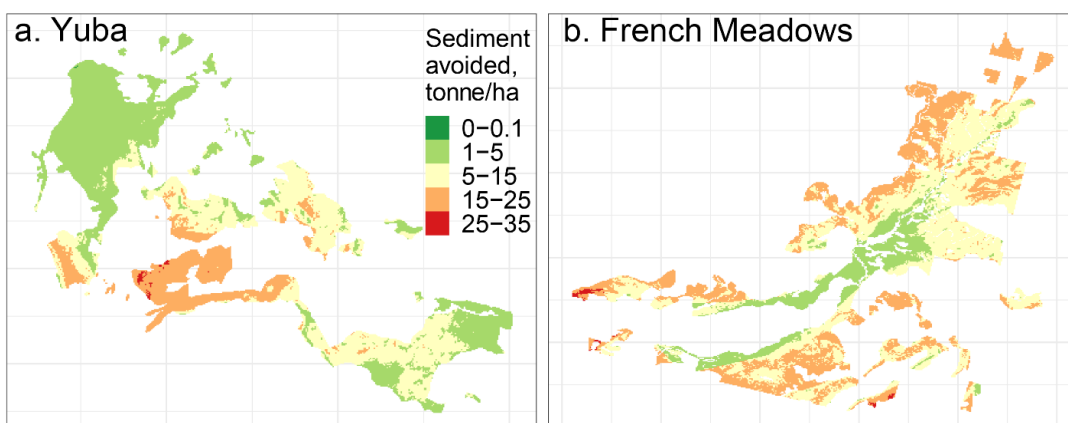 a. Yuba
Sediment
avoided,
tonne/ha
0−0.1
1−5
5−15
15−25
25−35
b. French Meadows